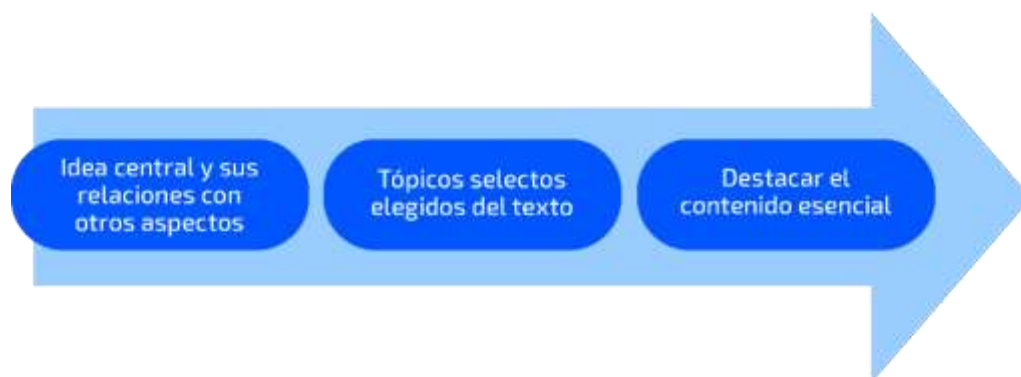 Idea central y sus
relaciones con
otros aspectos
Tópicos selectos
elegidos del texto
Destacar el
contenido esencial